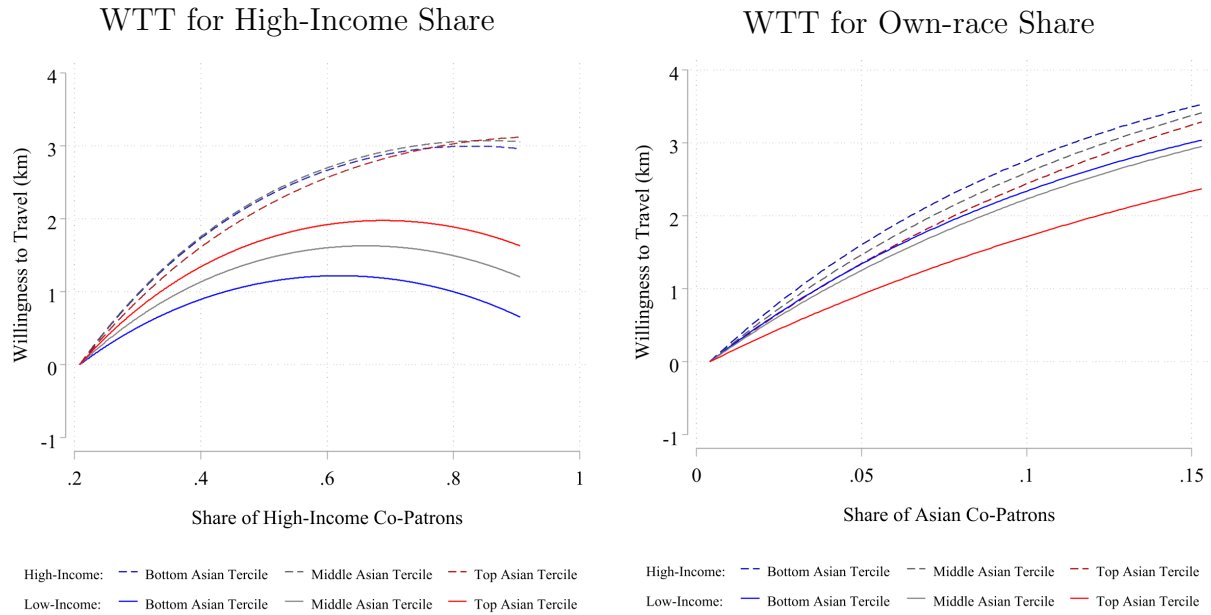 WTT for High-Income Share
4
3
2
1
0
-1
Willingness to Travel (km)
.2 .4 .6 .8 1
Share of High-Income Co-Patrons
High-Income: Bottom Asian Tercile Middle Asian Tercile Top Asian Tercile
Low-Income: Bottom Asian Tercile Middle Asian Tercile Top Asian Tercile
WTT for Own-race Share
4
3
2
1
0
-1
Willingness to Travel (km)
0 .05 .1 .15
Share of Asian Co-Patrons
High-Income: Bottom Asian Tercile Middle Asian Tercile Top Asian Tercile
Low-Income: Bottom Asian Tercile Middle Asian Tercile Top Asian Tercile